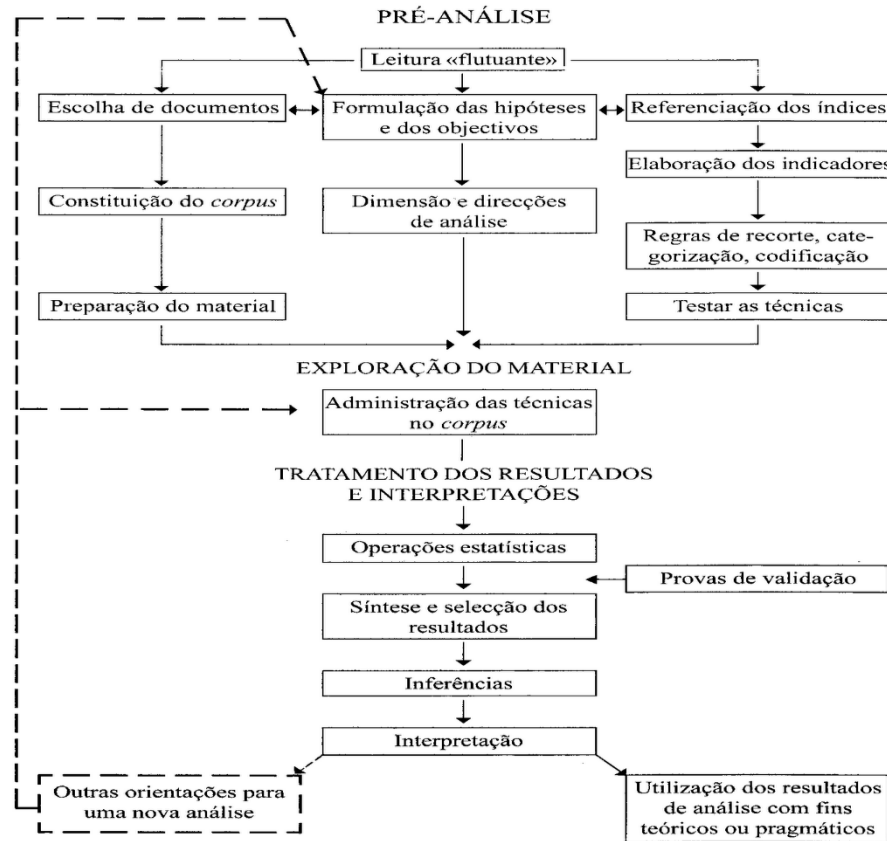 PRÉ-ANÁLISE
Leitura «flutuante»
Escolha de documentos
Formulação das hipóteses
e dos objectivos
Referenciação dos índices
Elaboração dos indicadores
Constituição do corpus
Dimensão e direcções
de análise
Regras de recorte, cate-
gorização, codificação
Preparação do material
Testar as técnicas
EXPLORAÇÃO DO MATERIAL
Administração das técnicas
no corpus
TRATAMENTO DOS RESULTADOS
E INTERPRETAÇÕES
Operações estatísticas
Provas de validação
Síntese e selecção dos
resultados
Inferências
Interpretação
Outras orientações para
uma nova análise
Utilização dos resultados
de análise com fins
teóricos ou pragmáticos